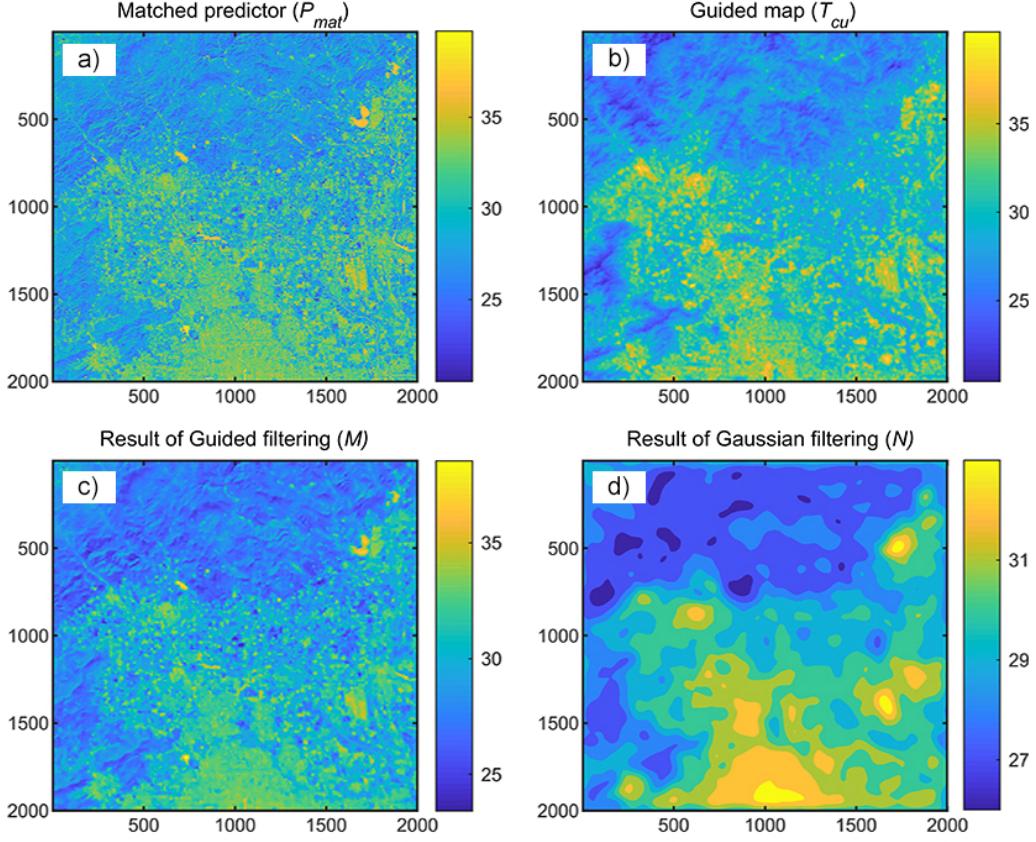 Matched predictor (P_mat)
a)
500
1000
1500
2000
500 1000 1500 2000
35
30
25
Guided map (T_cu)
b)
500
1000
1500
2000
500 1000 1500 2000
35
30
25
Result of Guided filtering (M)
c)
500
1000
1500
2000
500 1000 1500 2000
35
30
25
Result of Gaussian filtering (N)
d)
500
1000
1500
2000
500 1000 1500 2000
31
29
27